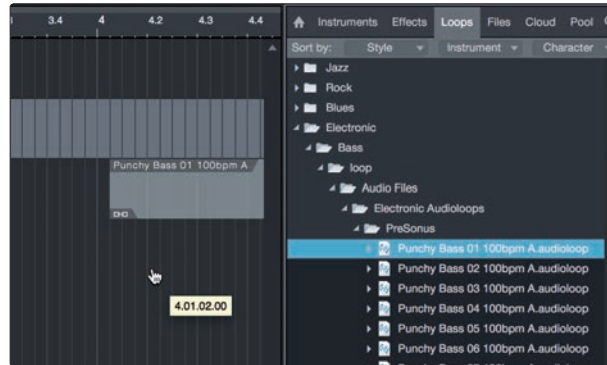 3.4 4 4.2 4.3 4.4
Punchy Bass 01 100bpm A
4.01.02.00
Instruments Effects Loops Files Cloud Pool
Sort by: Style Instrument Character
Jazz
Rock
Blues
Electronic
Bass
loop
Audio Files
Electronic Audioloops
PreSonus
Punchy Bass 01 100bpm A.audioloop
Punchy Bass 02 100bpm A.audioloop
Punchy Bass 03 100bpm A.audioloop
Punchy Bass 04 100bpm A.audioloop
Punchy Bass 05 100bpm A.audioloop
Punchy Bass 06 100bpm A.audioloop